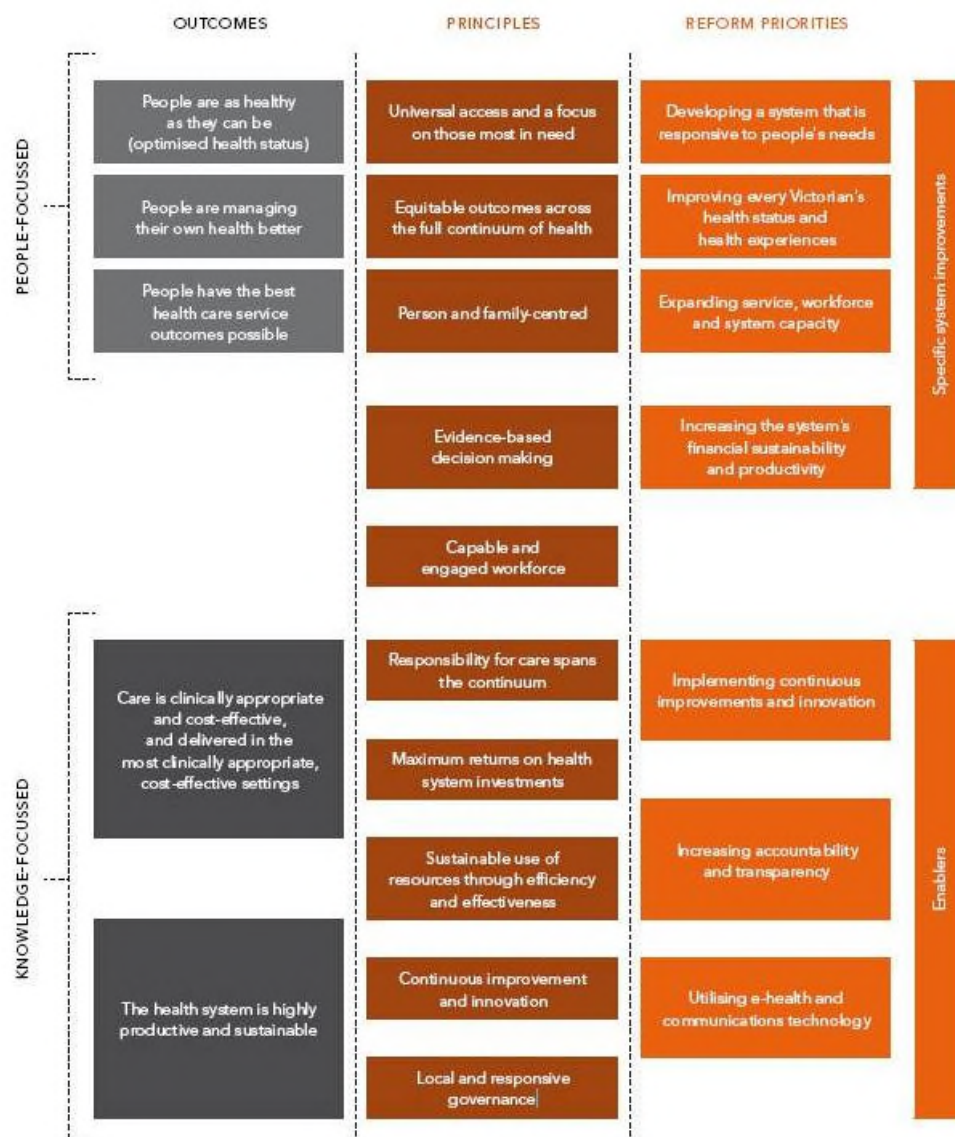 OUTCOMES
PRINCIPLES
REFORM PRIORITIES
PEOPLE-FOCUSSED
People are as healthy
as they can be
(optimised health status)
People are managing
their own health better
People have the best
health care service
outcomes possible
Universal access and a focus
on those most in need
Equitable outcomes across
the full continuum of health
Person and family-centred
Evidence-based
decision making
Capable and
engaged workforce
Developing a system that is
responsive to people's needs
Improving every Victorian's
health status and
health experiences
Expanding service, workforce
and system capacity
Increasing the system's
financial sustainability
and productivity
Specific system improvements
KNOWLEDGE-FOCUSSED
Care is clinically appropriate
and cost-effective,
and delivered in the
most clinically appropriate,
cost-effective settings
The health system is highly
productive and sustainable
Responsibility for care spans
the continuum
Maximum returns on health
system investments
Sustainable use of
resources through efficiency
and effectiveness
Continuous improvement
and innovation
Local and responsive
governance
Implementing continuous
improvements and innovation
Increasing accountability
and transparency
Utilising e-health and
communications technology
Enablers